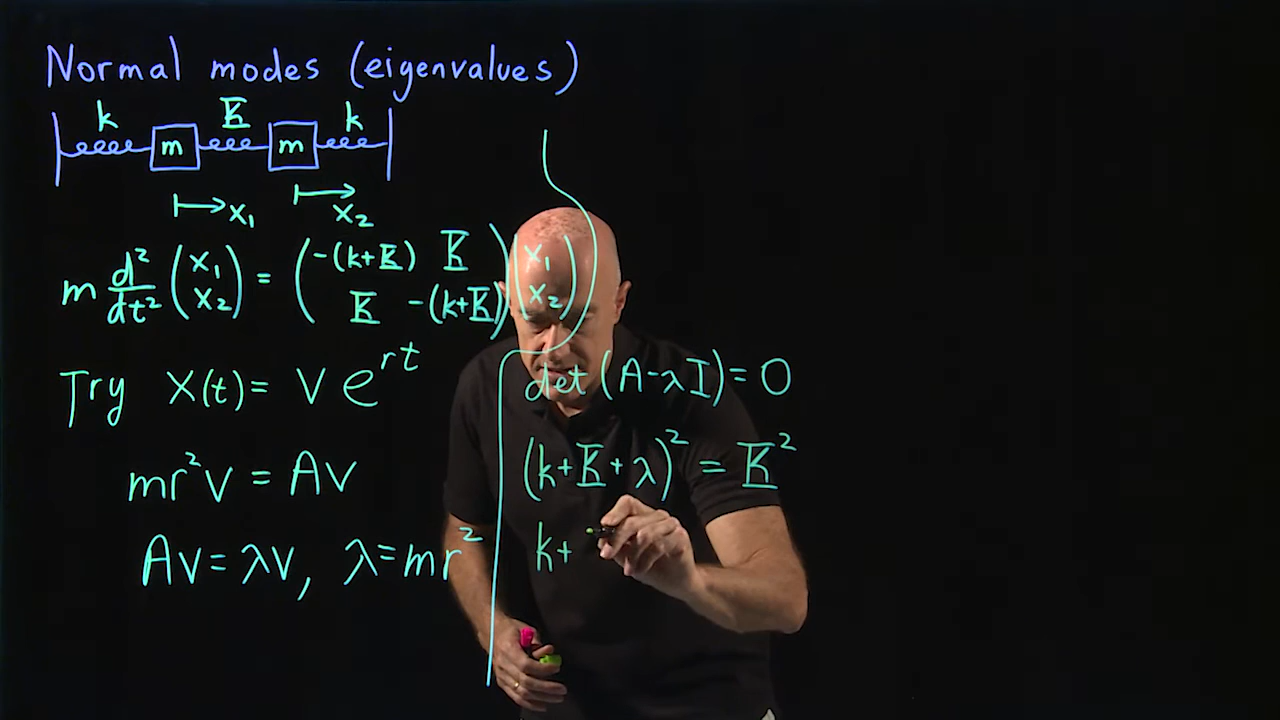 Normal modes (eigenvalues)
k K k
m m
x₁ x₂
m d²/dt² (x₁ x₂) = (-(k+K) K K -(k+K)) (x₁ x₂)
Try x(t) = v e^{rt}
mr²v = Av
Av = λv, λ = mr²
det(A-λI) = 0
(k+K+λ)² = K²
k+